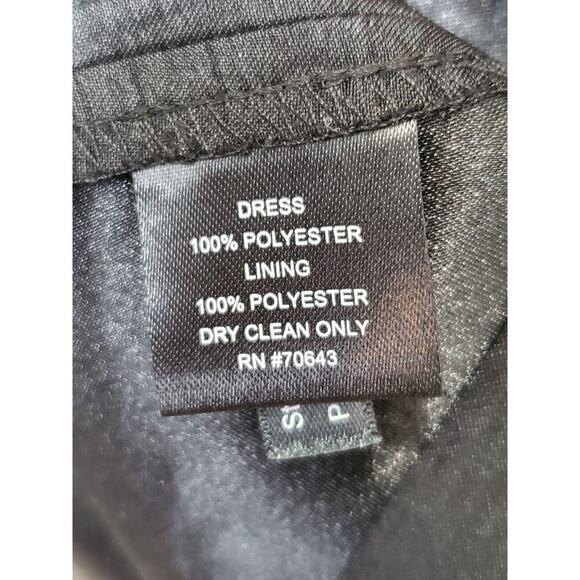 DRESS
100% POLYESTER
LINING
100% POLYESTER
DRY CLEAN ONLY
RN #70643